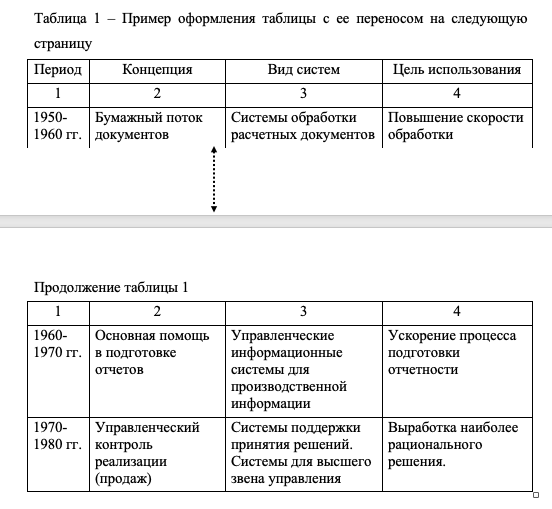 Таблица 1 – Пример оформления таблицы с ее переносом на следующую
страницу
Период Концепция Вид систем Цель использования
1 2 3 4
1950- Бумажный поток Системы обработки Повышение скорости
1960 гг. документов расчетных документов обработки
Продолжение таблицы 1
1 2 3 4
1960- Основная помощь Управленческие Ускорение процесса
1970 гг. в подготовке информационные подготовки
отчетов системы для отчетности
производственной
информации
1970- Управленческий Системы поддержки Выработка наиболее
1980 гг. контроль принятия решений. рационального
реализации Системы для высшего решения.
(продаж) звена управления